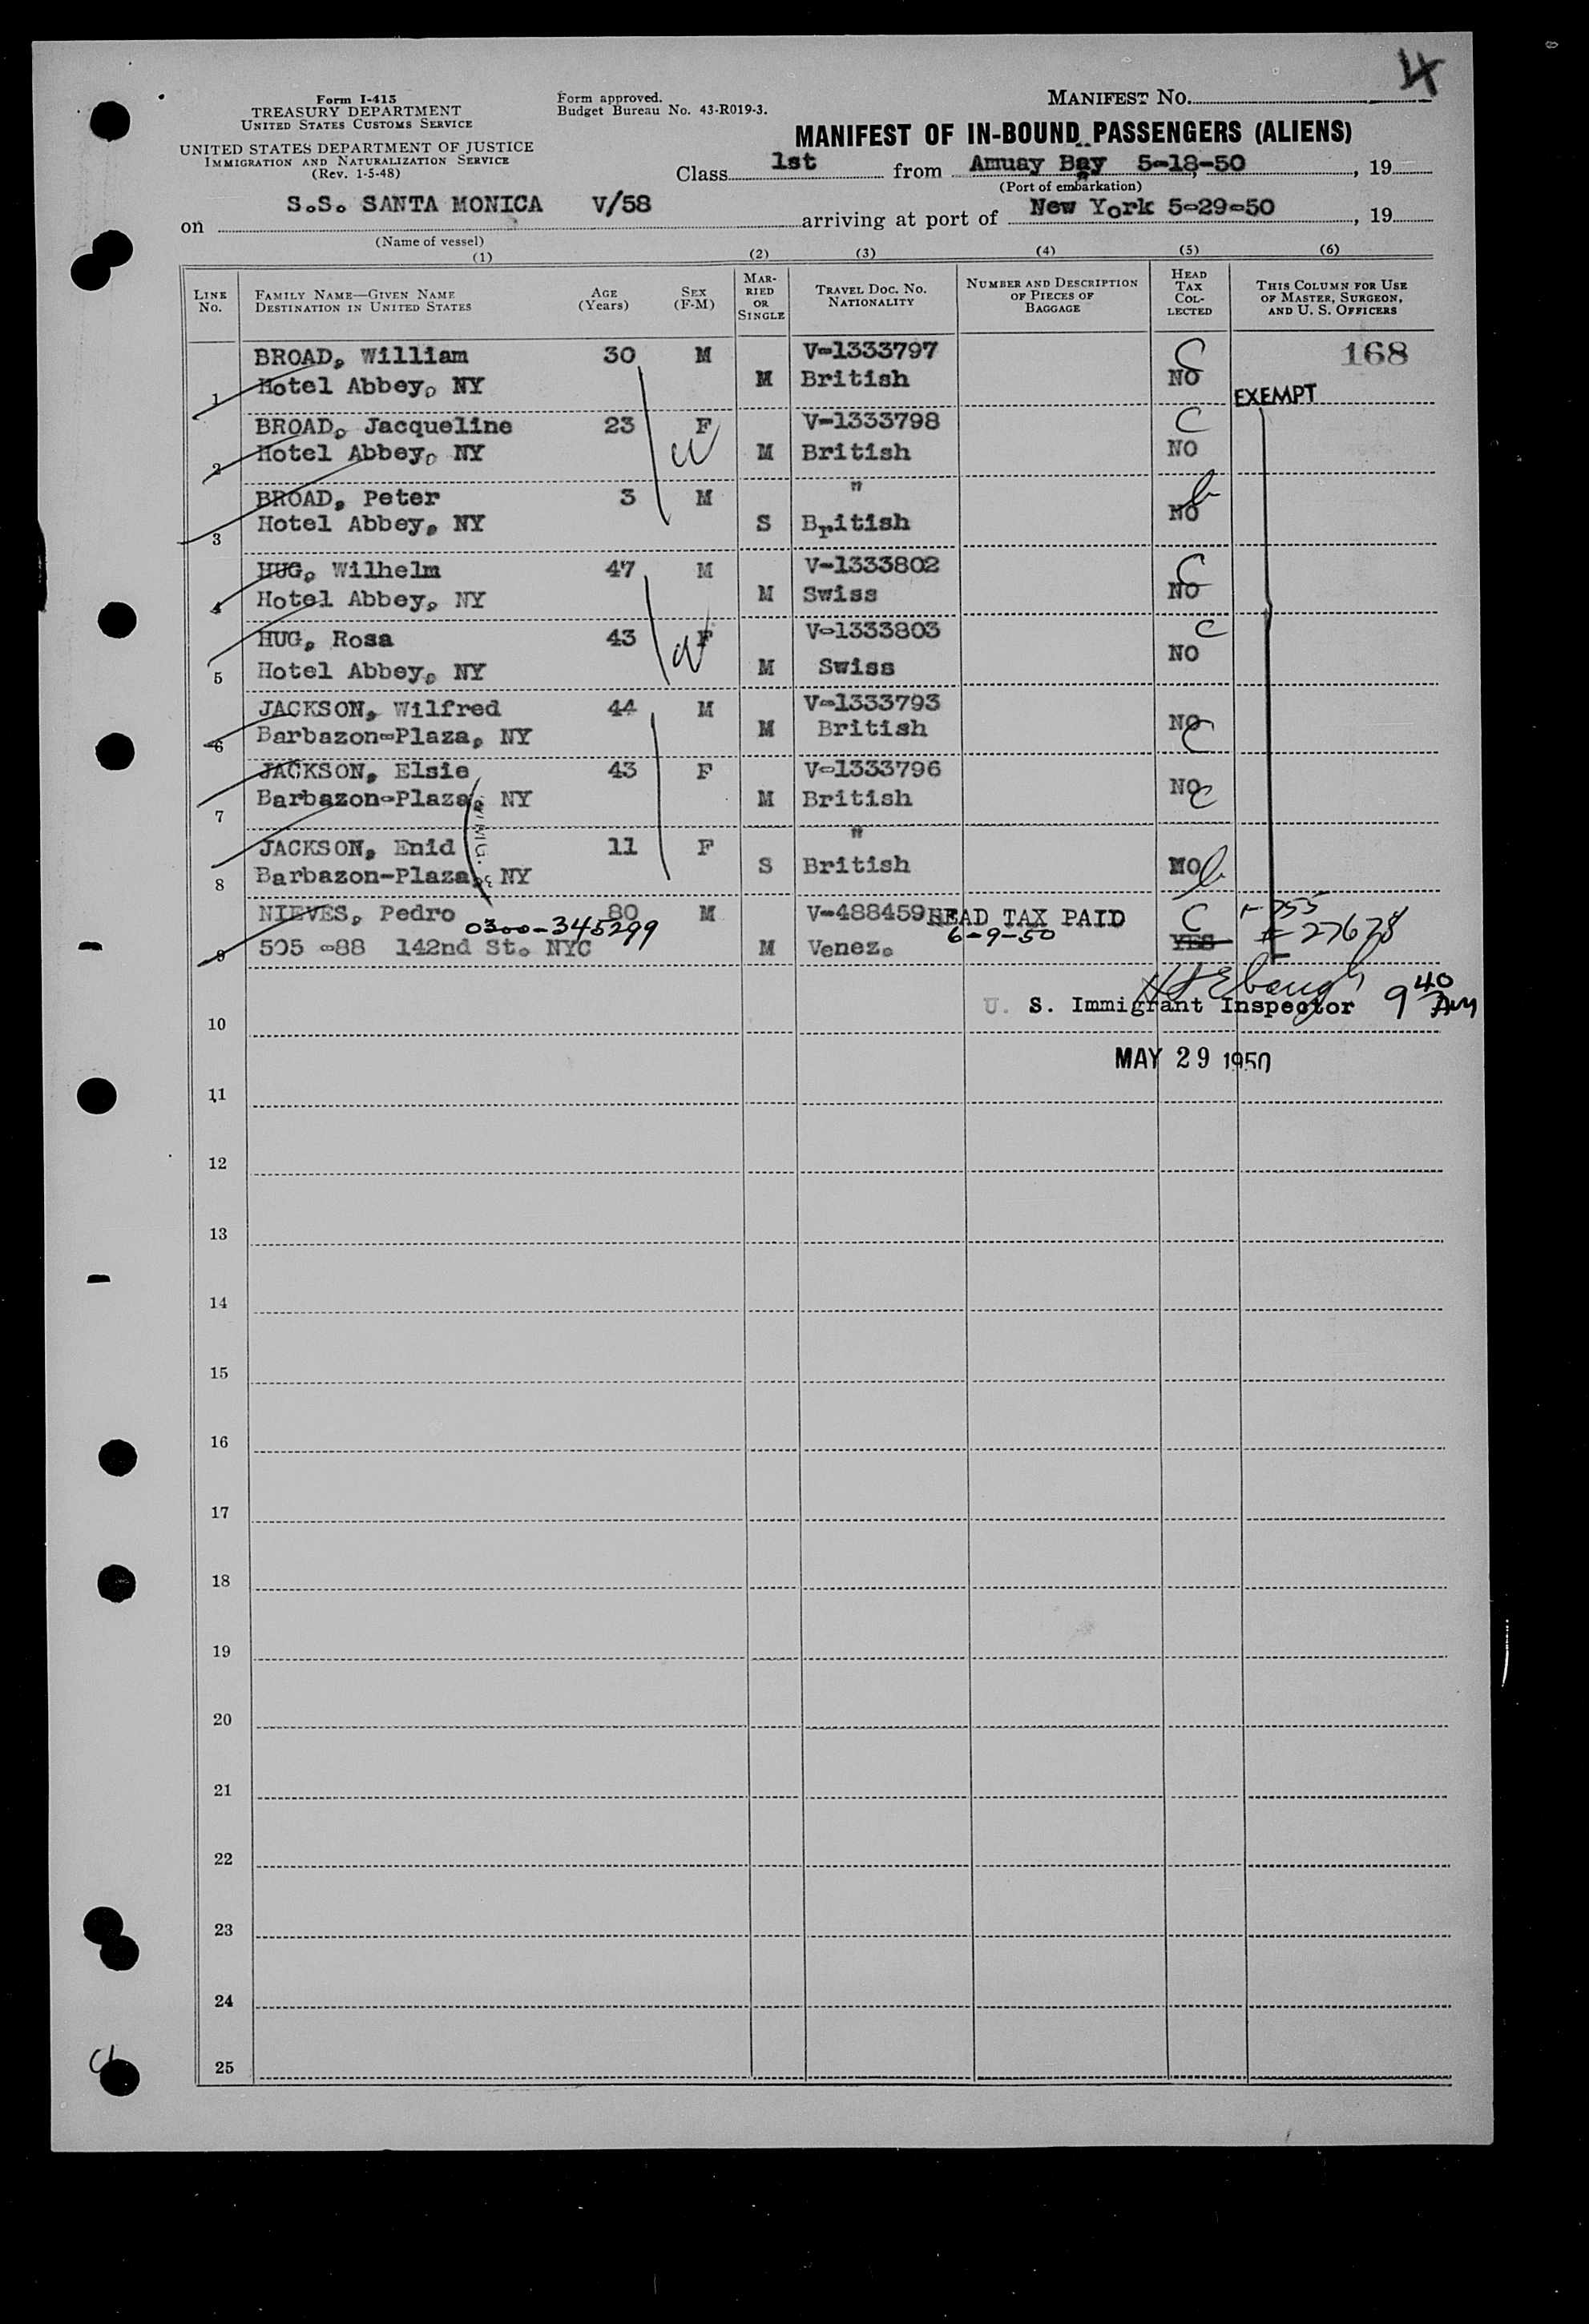 4
Form I-415
TREASURY DEPARTMENT
UNITED STATES CUSTOMS SERVICE
UNITED STATES DEPARTMENT OF JUSTICE
IMMIGRATION AND NATURALIZATION SERVICE
(Rev. 1-5-48)
Form approved.
Budget Bureau No. 43-R019-3.
MANIFEST NO.
MANIFEST OF IN-BOUND PASSENGERS (ALIENS)
Class 1st from Amuay Bay 5-18-50, 19
(Port of embarkation)
on S.S. SANTA MONICA V/58 arriving at port of New York 5-29-50, 19
(Name of vessel)
(1) (2) (3) (4) (5) (6)
LINE NO. FAMILY NAME—GIVEN NAME DESTINATION IN UNITED STATES AGE (Years) SEX (F-M) MARRIED OR SINGLE TRAVEL DOC. NO. NATIONALITY NUMBER AND DESCRIPTION OF PIECES OF BAGGAGE HEAD TAX COLLECTED THIS COLUMN FOR USE OF MASTER, SURGEON, AND U. S. OFFICERS
BROAD, William 30 M V-1333797 C 168
1 Hotel Abbey, NY M British NO EXEMPT
BROAD, Jacqueline 23 F V-1333798 C
2 Hotel Abbey, NY M British NO
BROAD, Peter 3 M "
3 Hotel Abbey, NY S British NO
HUG, Wilhelm 47 M V-1333802 C
4 Hotel Abbey, NY M Swiss NO
HUG, Rosa 43 F V-1333803 C
5 Hotel Abbey, NY M Swiss NO
JACKSON, Wilfred 44 M V-1333793
6 Barbazon-Plaza, NY M British NO C
JACKSON, Elsie 43 F V-1333796
7 Barbazon-Plaza, NY M British NO C
JACKSON, Enid 11 F "
8 Barbazon-Plaza, NY S British NO
NIEVES, Pedro 80 M V-488459 HEAD TAX PAID C
0300-345299 6-9-50 YES
9 505 -88 142nd St. NYC M Venez.
U. S. Immigrant Inspector 9 40 AM
10
MAY 29 1950
11
12
13
14
15
16
17
18
19
20
21
22
23
24
25